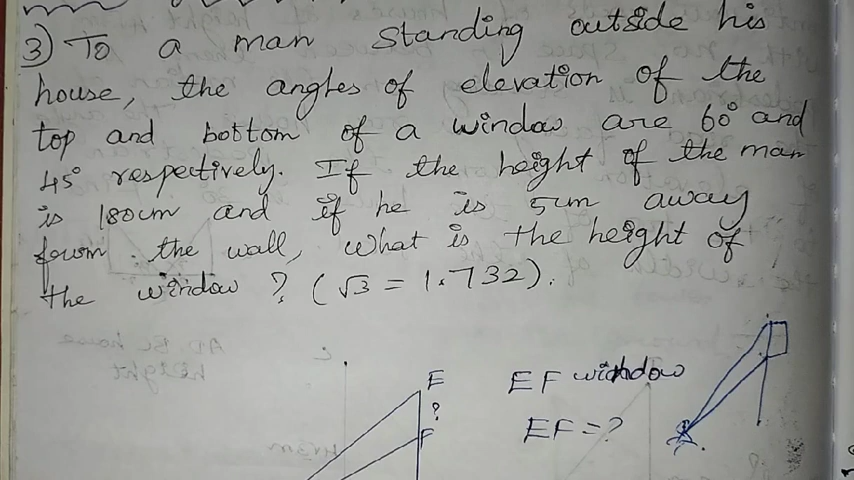 3) To a man standing outside his
house, the angles of elevation of the
top and bottom of a window are 60° and
45° respectively. If the height of the man
is 180cm and if he is 5cm away
from the wall, what is the height of
the window ? (√3 = 1.732).
E
?
F
EF window
EF = ?